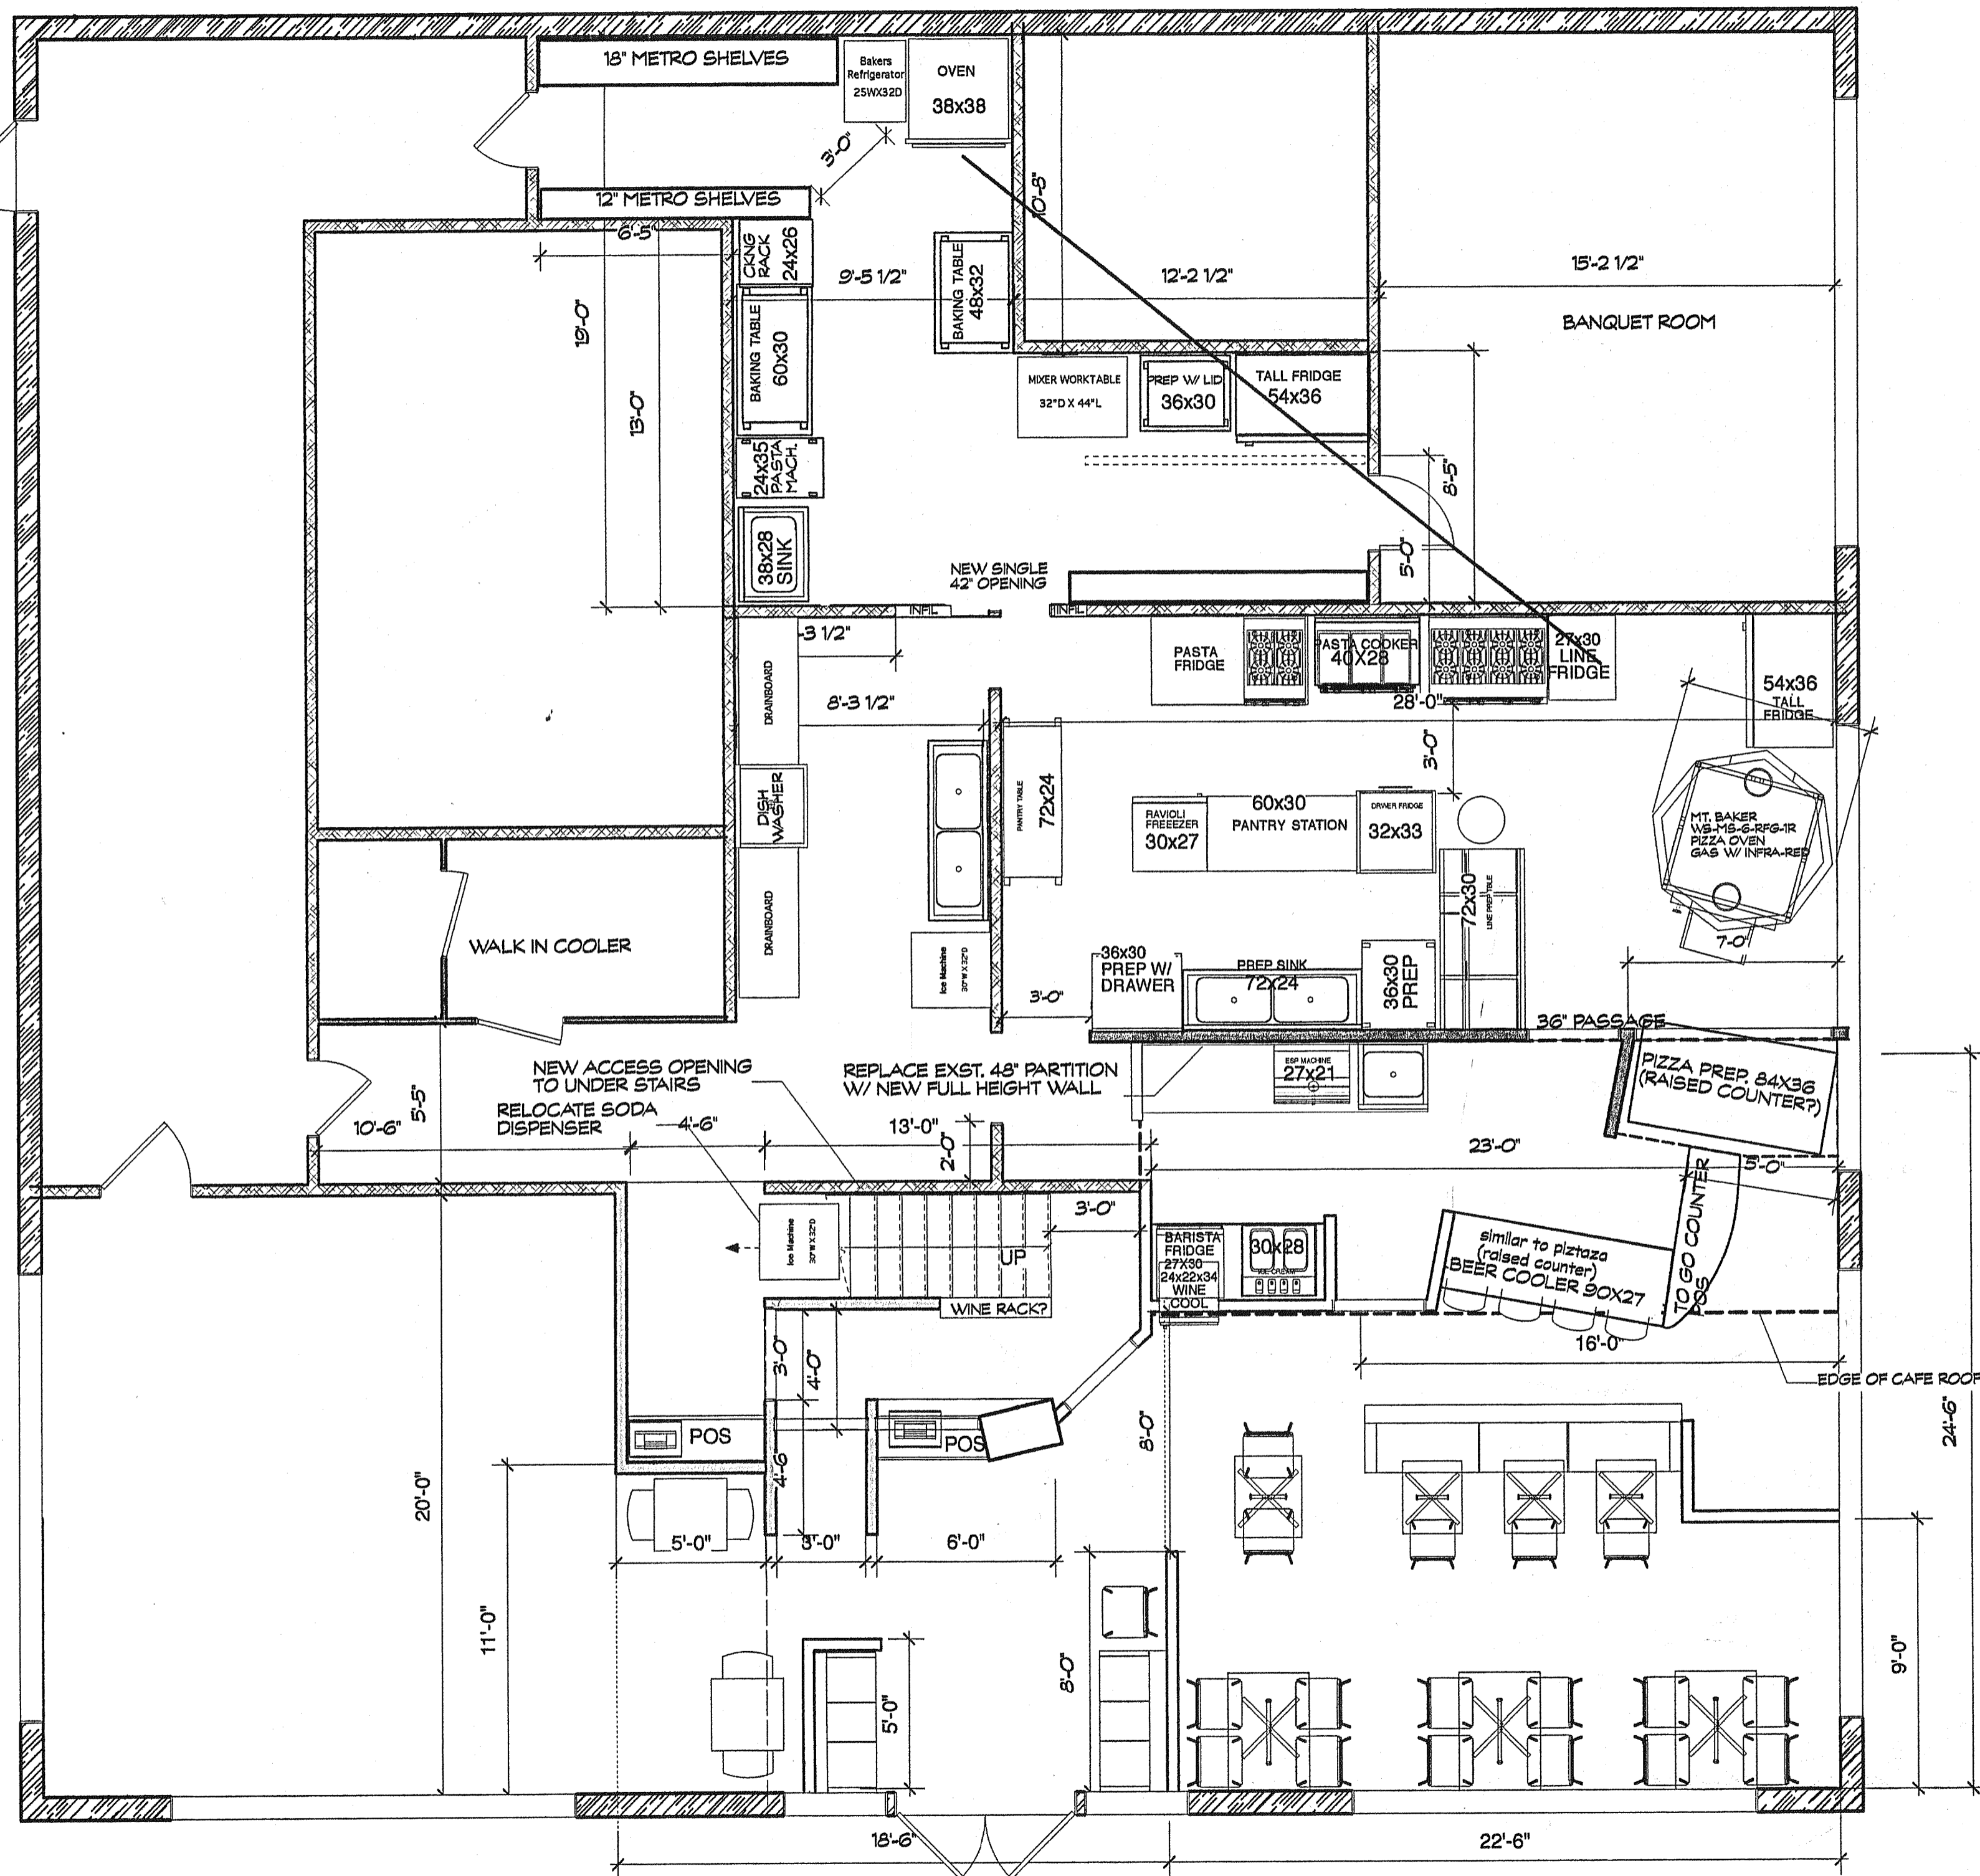 18" METRO SHELVES
Bakers
Refrigerator
25WX32D
OVEN
38x38
3'-0"
12" METRO SHELVES
6'-5"
10'-8"
CKNG
RACK
24x26
9'-5 1/2"
BAKING TABLE
48x32
12'-2 1/2"
15'-2 1/2"
BANQUET ROOM
19'-0"
13'-0"
BAKING TABLE
60x30
MIXER WORKTABLE
32"D X 44"L
PREP W/ LID
36x30
TALL FRIDGE
54x36
24x35
PASTA
MACH.
8'-5"
38x28
SINK
NEW SINGLE
42" OPENING
5'-0"
INFIL
INFIL
-3 1/2"
PASTA
FRIDGE
PASTA COOKER
40X28
27x30
LINE
FRIDGE
54x36
TALL
FRIDGE
DRAINBOARD
8'-3 1/2"
28'-0"
3'-0"
DISH
WASHER
PANTRY TABLE
72x24
RAVIOLI
FREEEZER
30x27
60x30
PANTRY STATION
DRWER FRIDGE
32x33
MT. BAKER
WS-MS-6-RFG-IR
PIZZA OVEN
GAS W/ INFRA-RED
72x30
LINE PREP TBLE
DRAINBOARD
WALK IN COOLER
Ice Machine
30"W X 32"D
7'-0"
36x30
PREP W/
DRAWER
PREP SINK
72x24
36x30
PREP
3'-0"
36" PASSAGE
NEW ACCESS OPENING
TO UNDER STAIRS
REPLACE EXST. 48" PARTITION
W/ NEW FULL HEIGHT WALL
ESP MACHINE
27x21
PIZZA PREP. 84X36
(RAISED COUNTER?)
RELOCATE SODA
DISPENSER
10'-6"
5'-5"
4'-6"
13'-0"
2'-0"
23'-0"
5'-0"
3'-0"
TO GO COUNTER
POS
Ice Machine
30"W X 32"D
UP
BARISTA
FRIDGE
27X30
24x22x34
WINE
COOL
30x28
similar to piztaza
(raised counter)
BEER COOLER 90X27
WINE RACK?
16'-0"
EDGE OF CAFE ROOF
3'-0"
4'-0"
POS
POS
8'-0"
24'-6"
4'-6"
20'-0"
5'-0"
3'-0"
6'-0"
11'-0"
5'-0"
8'-0"
9'-0"
18'-6"
22'-6"